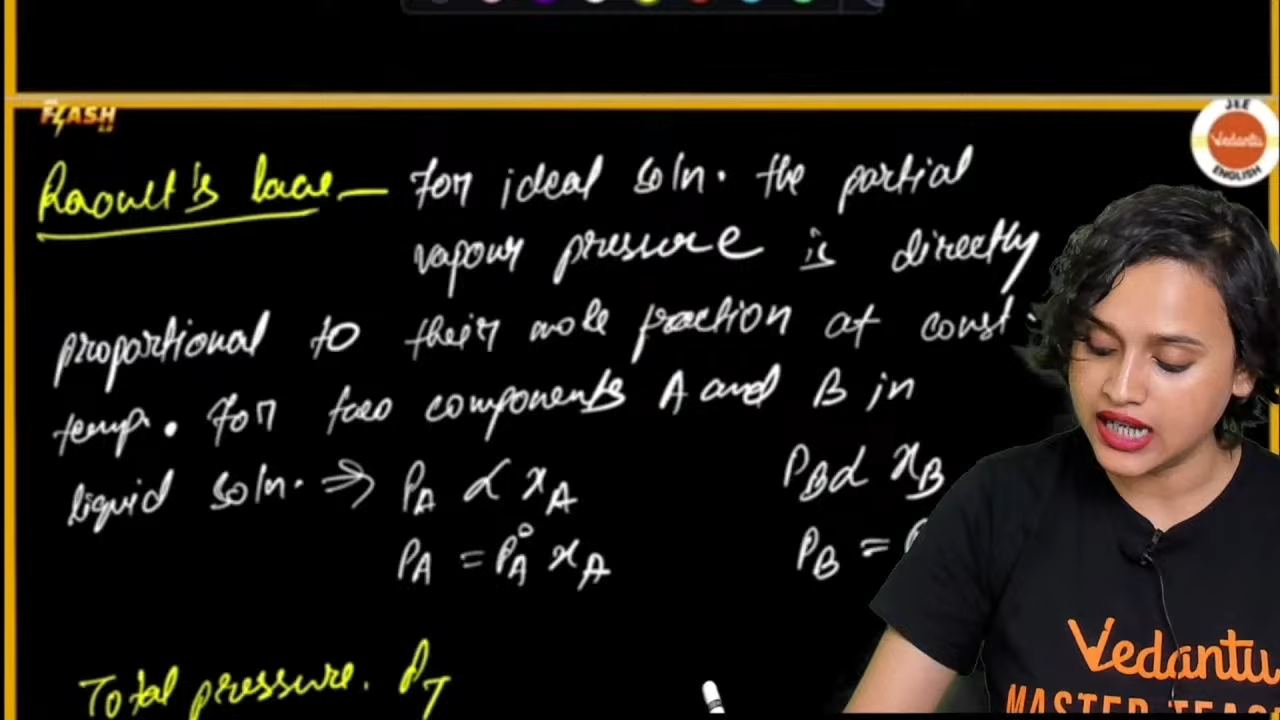 FLASH
JEE
Vedantu
ENGLISH
Raoult's law – For ideal soln. the partial
vapour pressure is directly
proportional to their mole fraction at const.
temp. For two components A and B in
liquid soln. ⇒ PA ∝ xA PB ∝ xB
PA = P°A xA PB =
Total pressure. PT
Vedantu
MASTER TEAC